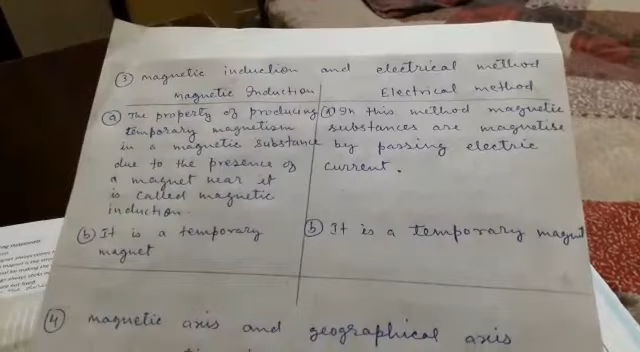 ③ magnetic induction and electrical method
magnetic Induction
Electrical method
ⓐ The property of producing
temporary magnetism
in a magnetic substance
due to the presence of
a magnet near it
is called magnetic
induction.
ⓐ In this method magnetic
substances are magnetise
by passing electric
current.
ⓑ It is a temporary
magnet
ⓑ It is a temporary magnet
④ magnetic axis and geographical axis